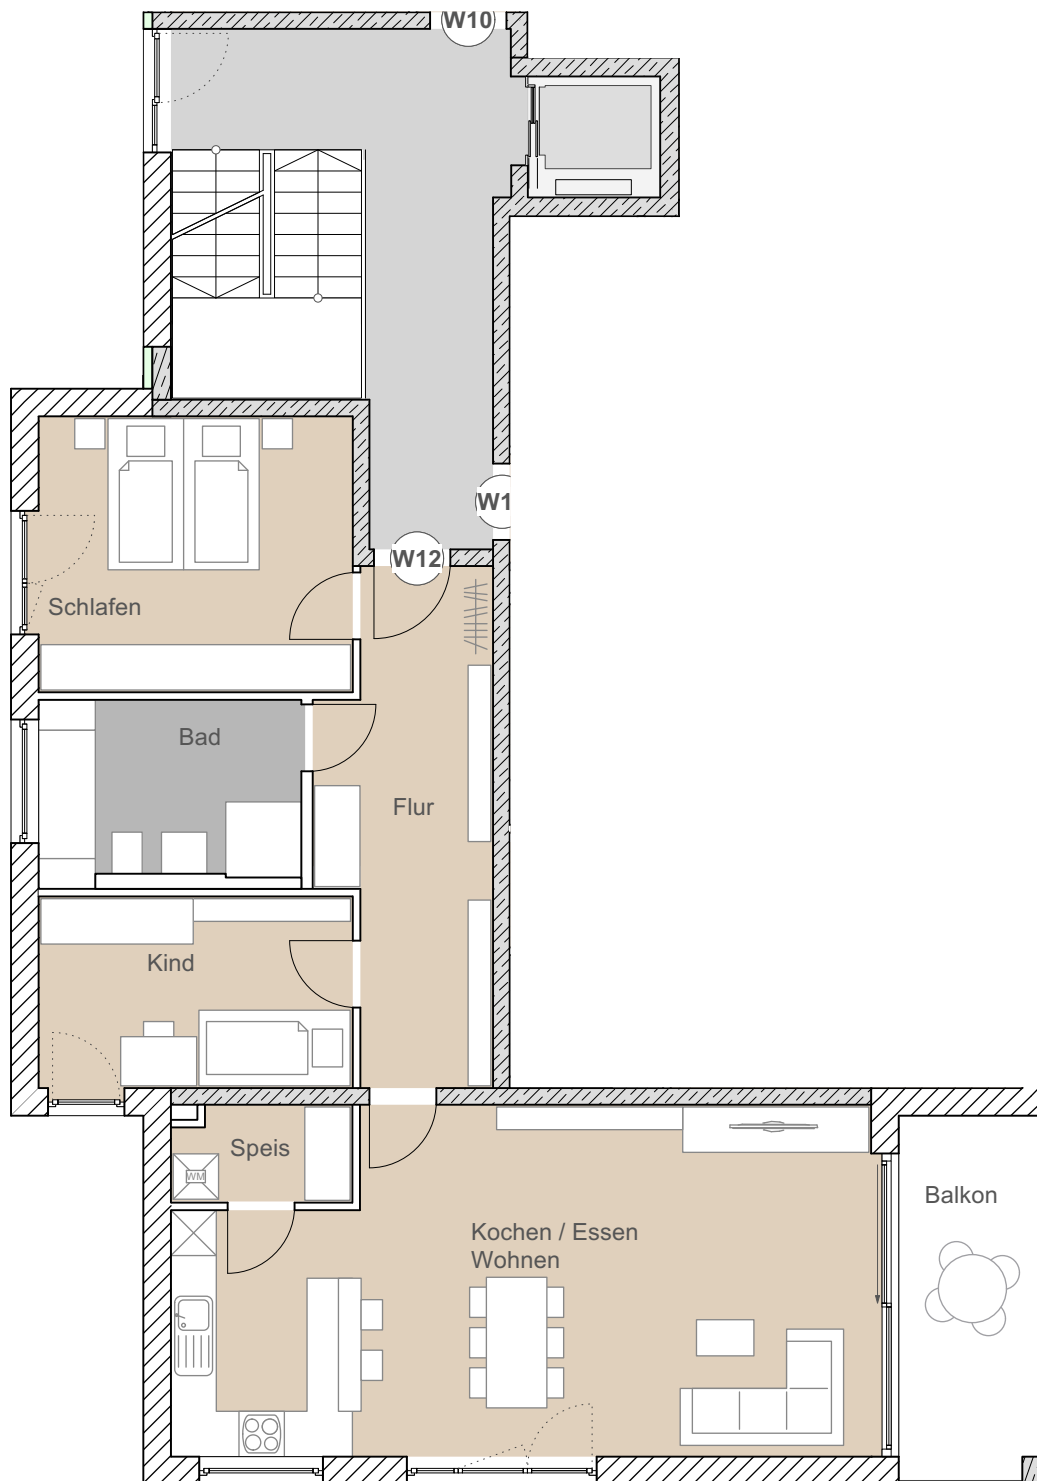 W10
W1
W12
Schlafen
Bad
Flur
Kind
Speis
WM
Balkon
Kochen / Essen
Wohnen